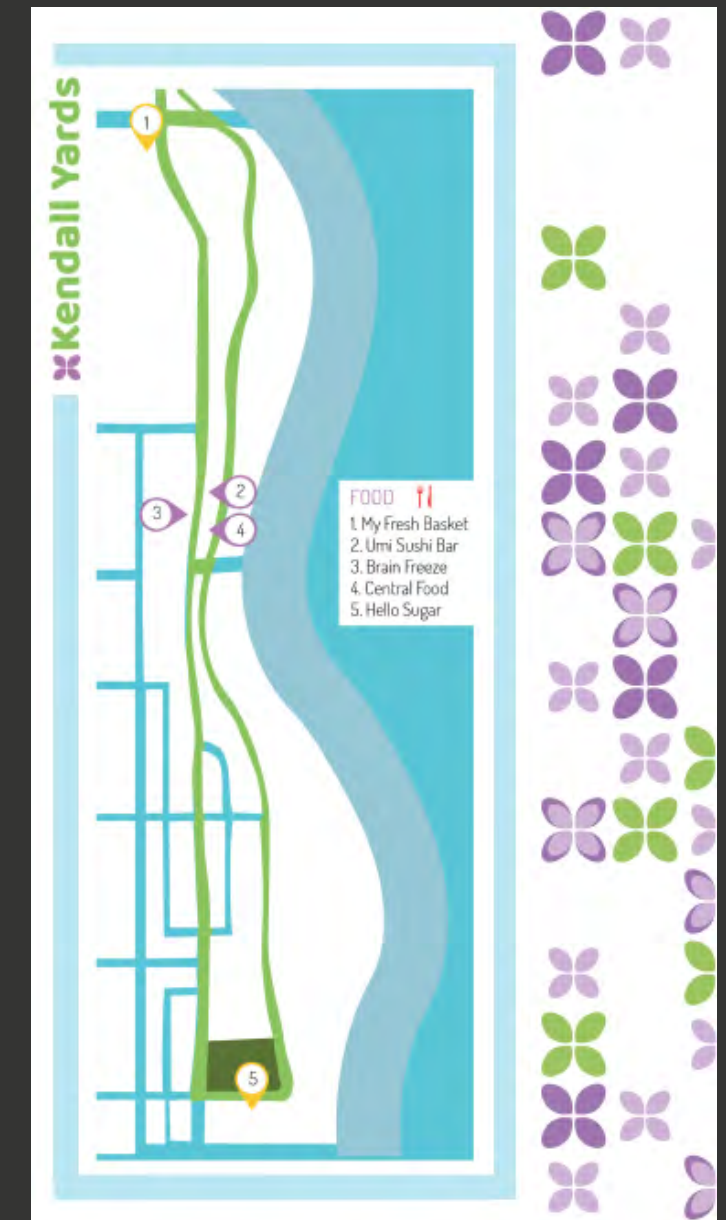 Kendall Yards
1
2
3
4
FOOD
1. My Fresh Basket
2. Umi Sushi Bar
3. Brain Freeze
4. Central Food
5. Hello Sugar
5